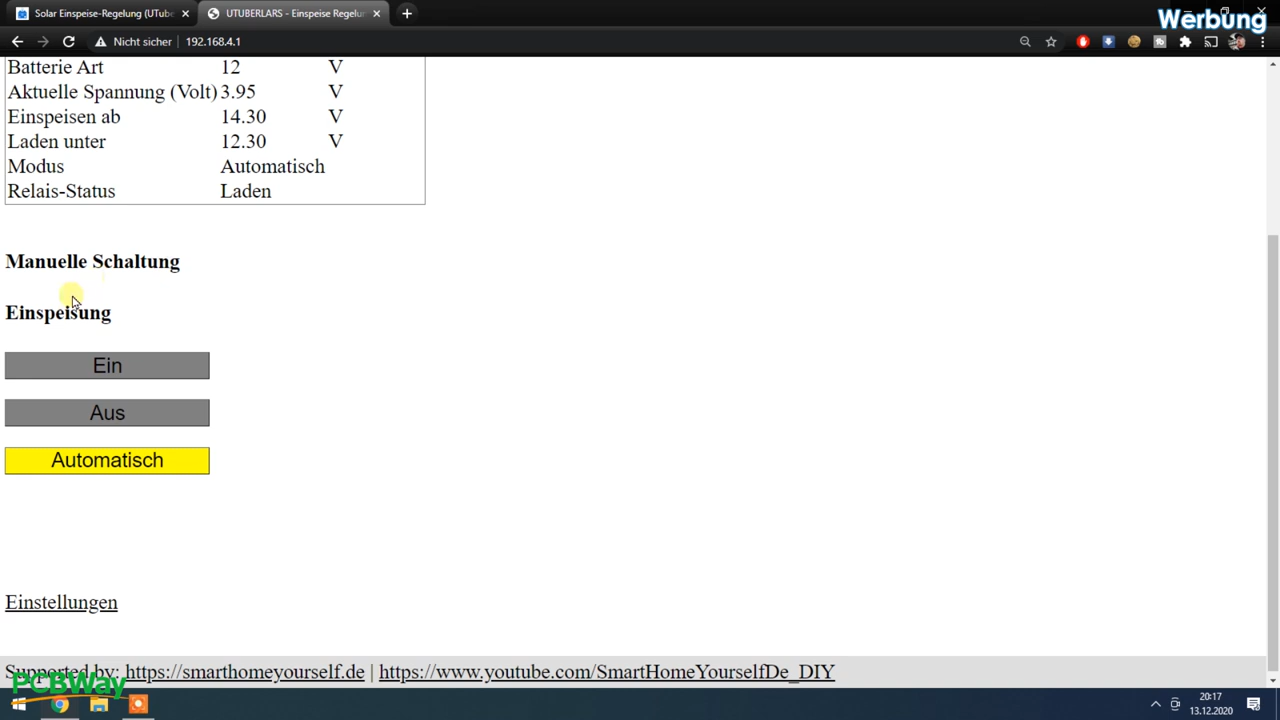 Solar Einspeise-Regelung (UTube
UTUBERLARS - Einspeise Regelun
Werbung
Nicht sicher
192.168.4.1
Batterie Art 12 V
Aktuelle Spannung (Volt) 3.95 V
Einspeisen ab 14.30 V
Laden unter 12.30 V
Modus Automatisch
Relais-Status Laden
Manuelle Schaltung
Einspeisung
Ein
Aus
Automatisch
Einstellungen
Supported by: https://smarthomeyourself.de | https://www.youtube.com/SmartHomeYourselfDe_DIY
PCBWay
20:17
13.12.2020